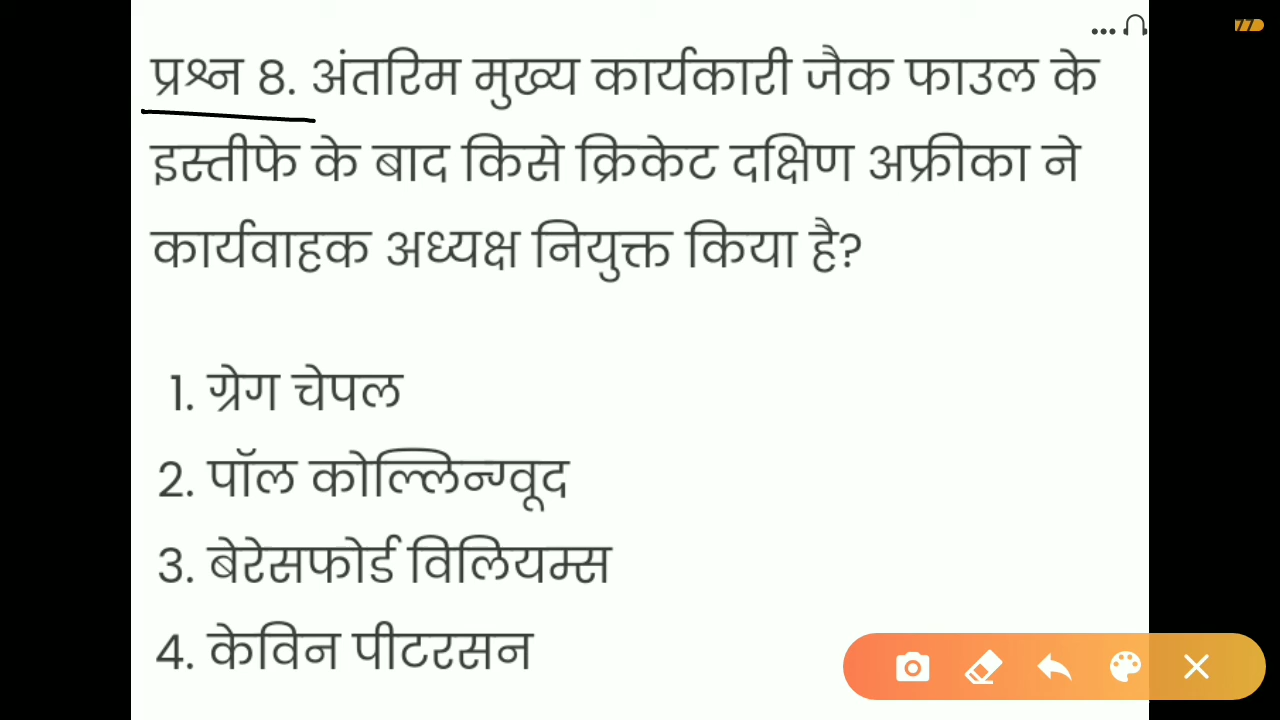 प्रश्न 8. अंतरिम मुख्य कार्यकारी जैक फाउल के
इस्तीफे के बाद किसे क्रिकेट दक्षिण अफ्रीका ने
कार्यवाहक अध्यक्ष नियुक्त किया है?
1. ग्रेग चेपल
2. पॉल कोल्लिन्ग्वूद
3. बेरेसफोर्ड विलियम्स
4. केविन पीटरसन